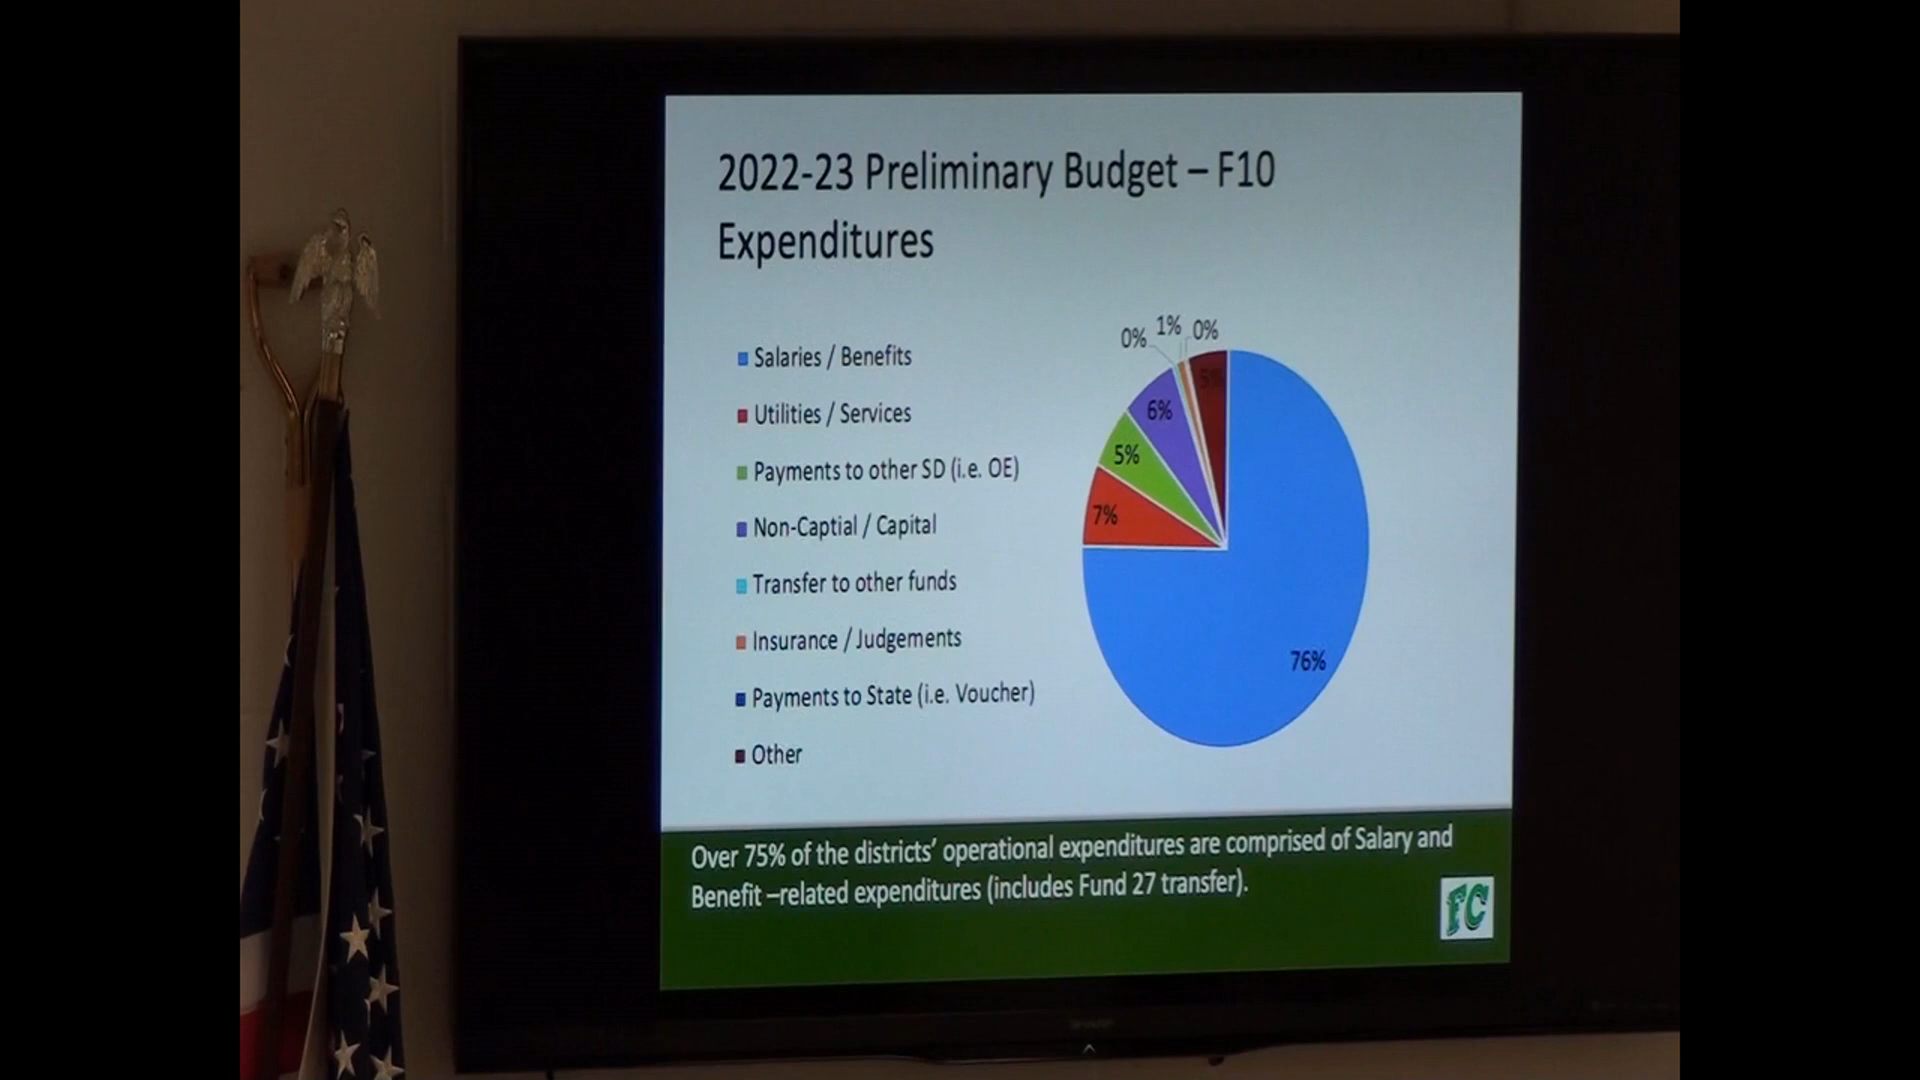 2022-23 Preliminary Budget – F10
Expenditures
0%
1%
0%
Salaries / Benefits
Utilities / Services
Payments to other SD (i.e. OE)
Non-Captial / Capital
Transfer to other funds
Insurance / Judgements
Payments to State (i.e. Voucher)
Other
5%
6%
5%
7%
76%
Over 75% of the districts’ operational expenditures are comprised of Salary and
Benefit –related expenditures (includes Fund 27 transfer).
FC